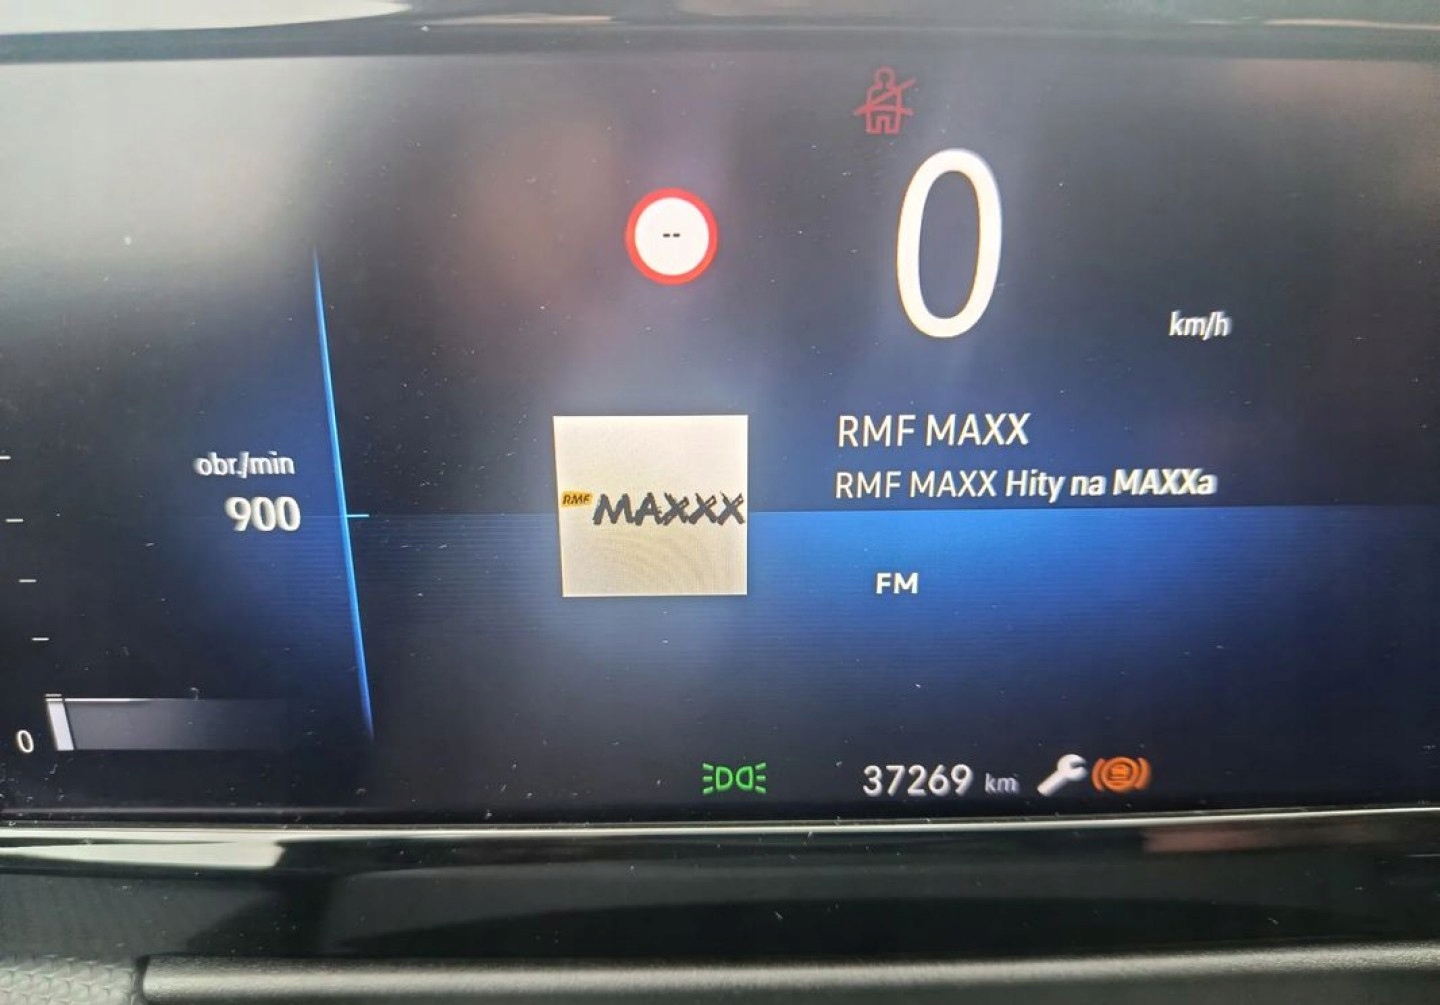 0
--
km/h
RMF MAXX
RMF MAXX Hity na MAXXa
obr./min
900
RMF MAXXX
FM
0
37269 km